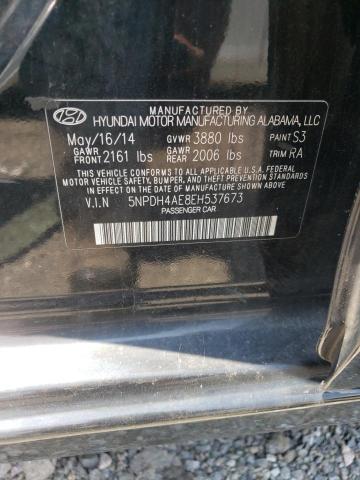 MANUFACTURED BY
HYUNDAI MOTOR MANUFACTURING ALABAMA, LLC
May/16/14 GVWR 3880 lbs PAINT S3
GAWR FRONT 2161 lbs GAWR REAR 2006 lbs TRIM RA
THIS VEHICLE CONFORMS TO ALL APPLICABLE U.S.A. FEDERAL
MOTOR VEHICLE SAFETY, BUMPER, AND THEFT PREVENTION STANDARDS
IN EFFECT ON THE DATE OF MANUFACTURE SHOWN ABOVE.
V.I.N 5NPDH4AE8EH537673
PASSENGER CAR